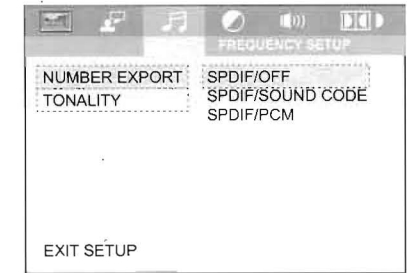 FREQUENCY SETUP
NUMBER EXPORT SPDIF/OFF
TONALITY SPDIF/SOUND CODE
SPDIF/PCM
EXIT SETUP